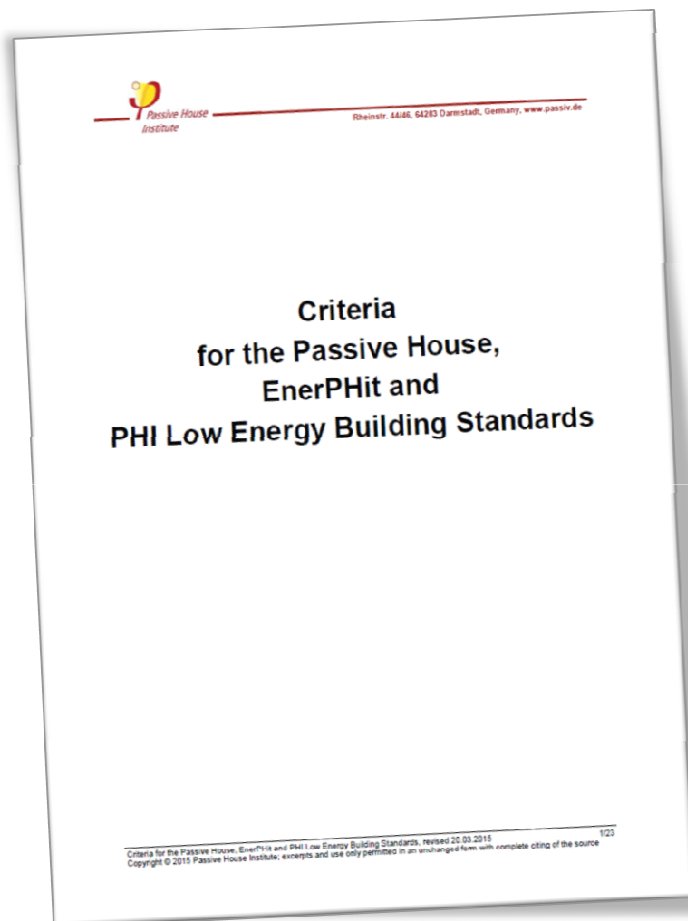 Passive House
Institute
Rheinstr. 44/46, 64283 Darmstadt, Germany, www.passiv.de
Criteria
for the Passive House,
EnerPHit and
PHI Low Energy Building Standards
Criteria for the Passive House, EnerPHit and PHI Low Energy Building Standards, revised 20.03.2015
1/23
Copyright © 2015 Passive House Institute; excerpts and use only permitted in an unchanged form with complete citing of the source